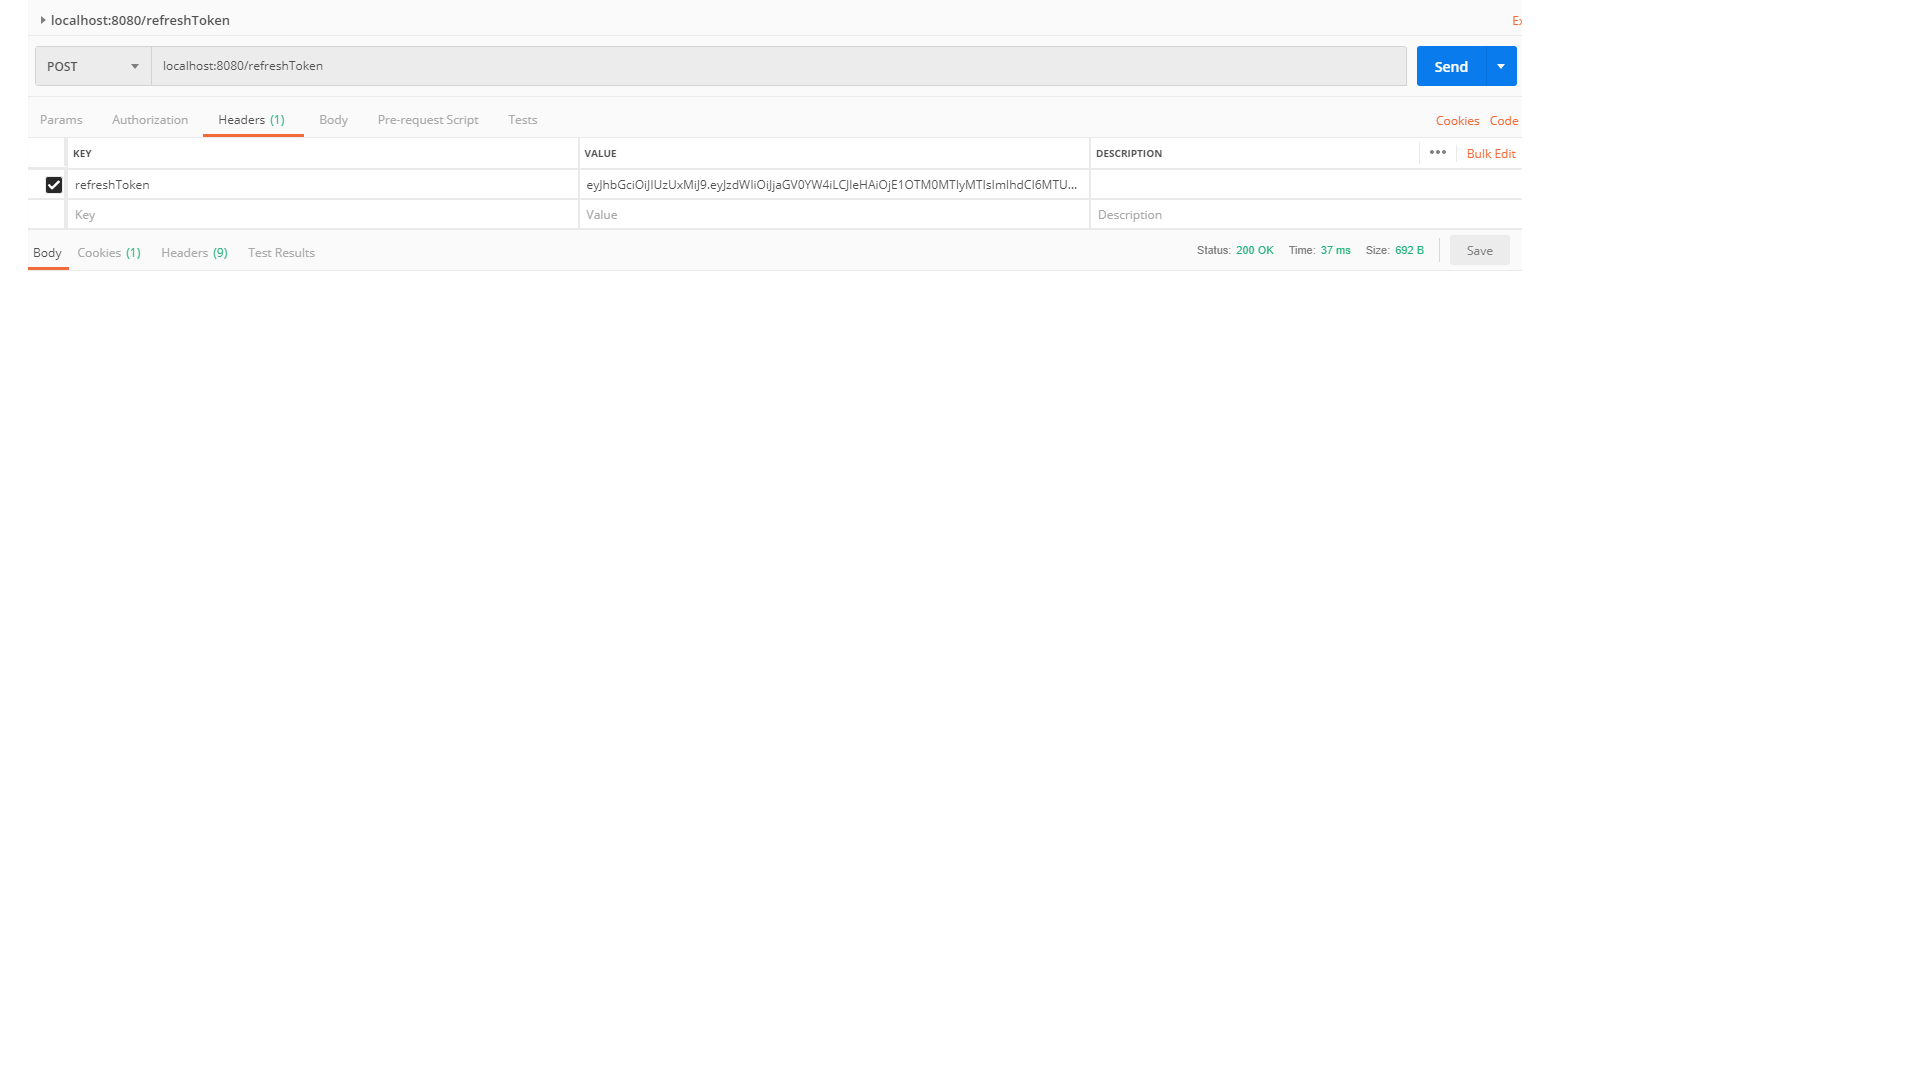 localhost:8080/refreshToken
Ex
POST localhost:8080/refreshToken Send
Params Authorization Headers (1) Body Pre-request Script Tests Cookies Code
KEY VALUE DESCRIPTION ••• Bulk Edit
refreshToken eyJhbGciOiJIUzUxMiJ9.eyJzdWIiOiJjaGV0YW4iLCJleHAiOjE1OTM0MTIyMTIsImlhdCI6MTU...
Key Value Description
Body Cookies (1) Headers (9) Test Results Status: 200 OK Time: 37 ms Size: 692 B Save